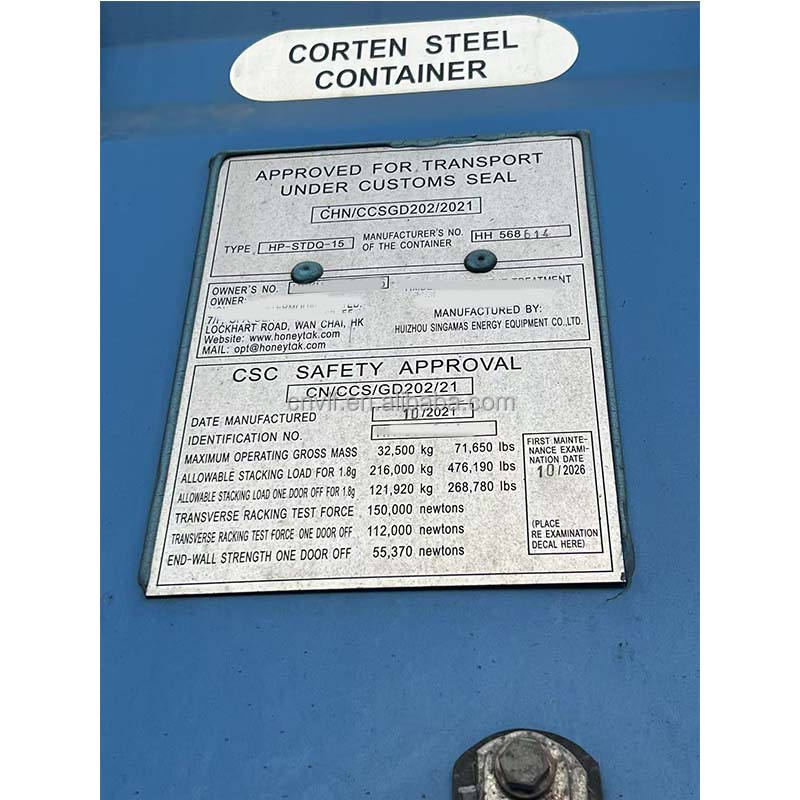 CORTEN STEEL
CONTAINER
APPROVED FOR TRANSPORT
UNDER CUSTOMS SEAL
CHN/CCSGD202/2021
TYPE HP-STDQ-15 MANUFACTURER'S NO. OF THE CONTAINER HH 568614
OWNER'S NO.
OWNER: TREATMENT
LOCKHART ROAD, WAN CHAI, HK
Website: www.honeytak.com
MAIL: opt@honeytak.com
MANUFACTURED BY:
HUIZHOU SINGAMAS ENERGY EQUIPMENT CO.,LTD.
CSC SAFETY APPROVAL
CN/CCS/GD202/21
cnvlf.en.alibaba.com
DATE MANUFACTURED 10/2021
IDENTIFICATION NO.
MAXIMUM OPERATING GROSS MASS 32,500 kg 71,650 lbs
ALLOWABLE STACKING LOAD FOR 1.8g 216,000 kg 476,190 lbs
ALLOWABLE STACKING LOAD ONE DOOR OFF FOR 1.8g 121,920 kg 268,780 lbs
TRANSVERSE RACKING TEST FORCE 150,000 newtons
TRANSVERSE RACKING TEST FORCE ONE DOOR OFF 112,000 newtons
END-WALL STRENGTH ONE DOOR OFF 55,370 newtons
FIRST MAINTE-
NANCE EXAMI-
NATION DATE
10/2026
(PLACE
RE EXAMINATION
DECAL HERE)